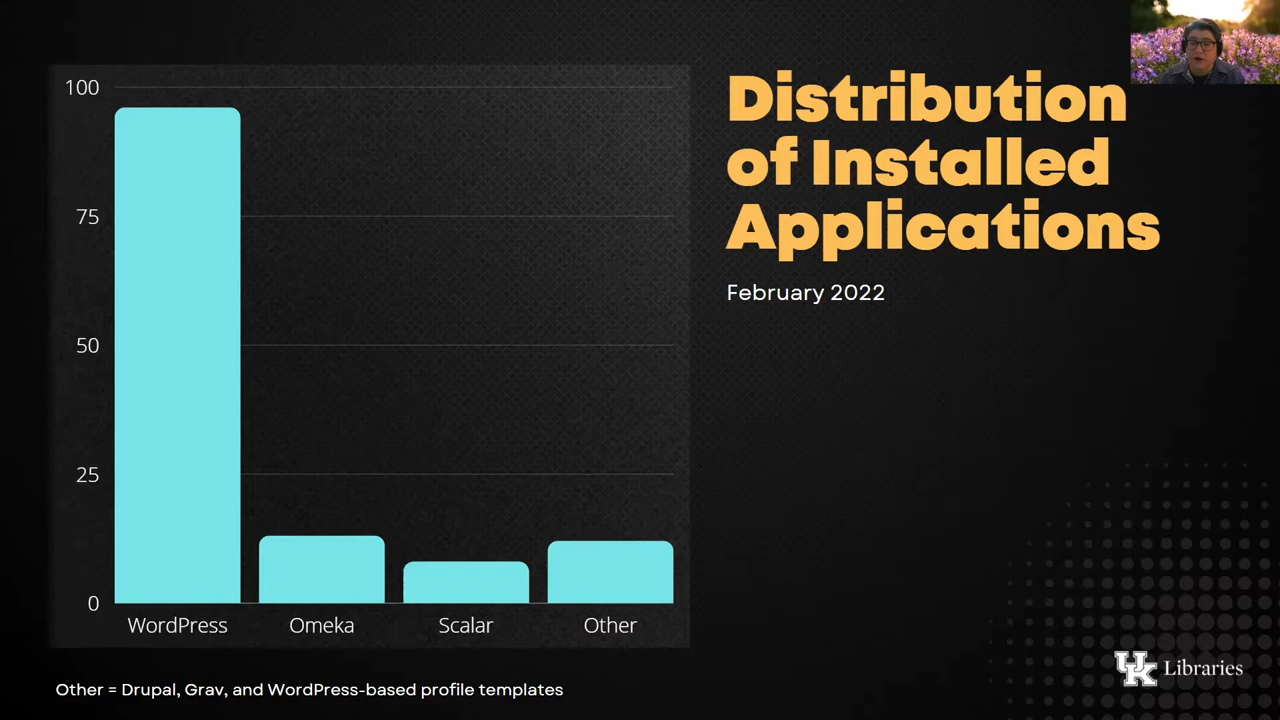 Distribution
of Installed
Applications
February 2022
100
75
50
25
0
WordPress
Omeka
Scalar
Other
Other = Drupal, Grav, and WordPress-based profile templates
UK Libraries